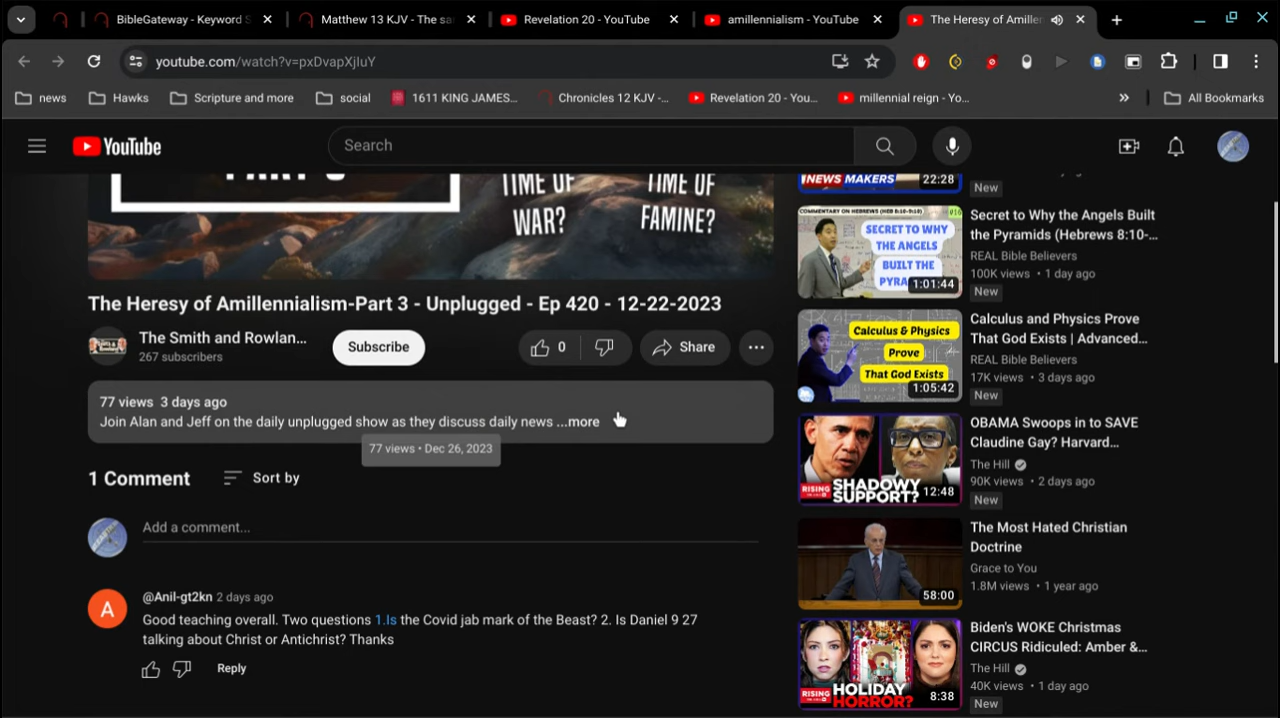 BibleGateway - Keyword S
Matthew 13 KJV - The sa
Revelation 20 - YouTube
amillennialism - YouTube
The Heresy of Amillen
youtube.com/watch?v=pxDvapXjIuY
news
Hawks
Scripture and more
social
1611 KING JAMES...
Chronicles 12 KJV -...
Revelation 20 - You...
millennial reign - Yo...
All Bookmarks
YouTube
Search
TIME OF WAR?
TIME OF FAMINE?
The Heresy of Amillennialism-Part 3 - Unplugged - Ep 420 - 12-22-2023
The Smith and Rowlan...
267 subscribers
Subscribe
0
Share
77 views 3 days ago
Join Alan and Jeff on the daily unplugged show as they discuss daily news ...more
77 views • Dec 26, 2023
1 Comment
Sort by
Add a comment...
A
@Anil-gt2kn 2 days ago
Good teaching overall. Two questions 1.Is the Covid jab mark of the Beast? 2. Is Daniel 9 27
talking about Christ or Antichrist? Thanks
Reply
NEWS MAKERS
22:28
New
COMMENTARY ON HEBREWS (HEB 8:10-9:10)
SECRET TO WHY
THE ANGELS
BUILT THE
1:01:44
Secret to Why the Angels Built
the Pyramids (Hebrews 8:10-...
REAL Bible Believers
100K views • 1 day ago
New
Calculus & Physics
Prove
That God Exists
1:05:42
Calculus and Physics Prove
That God Exists | Advanced...
REAL Bible Believers
17K views • 3 days ago
New
RISING
SHADOWY
SUPPORT?
12:48
OBAMA Swoops in to SAVE
Claudine Gay? Harvard...
The Hill
90K views • 2 days ago
New
58:00
The Most Hated Christian
Doctrine
Grace to You
1.8M views • 1 year ago
RISING
HOLIDAY
HORROR?
8:38
Biden's WOKE Christmas
CIRCUS Ridiculed: Amber &...
The Hill
40K views • 1 day ago
New